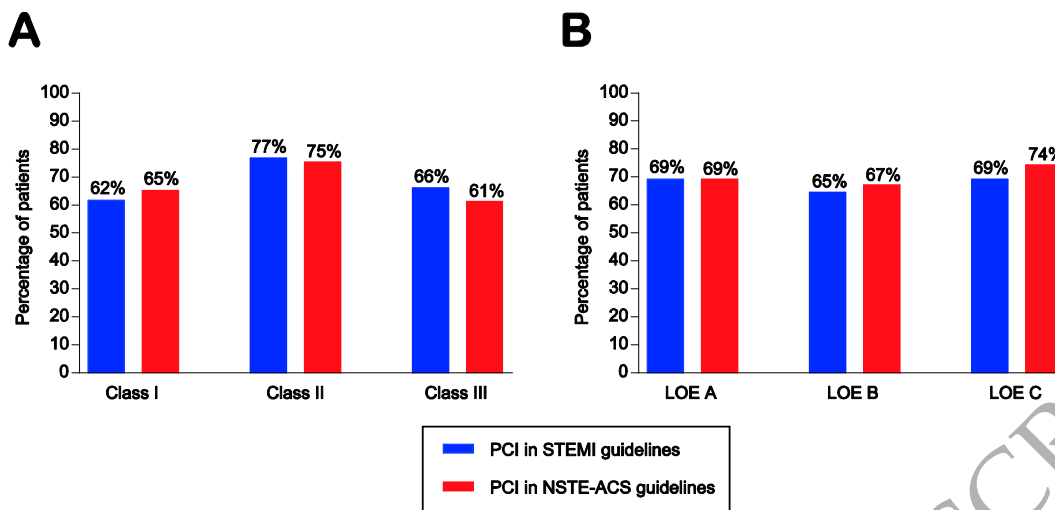 A
B
Percentage of patients
100
90
80
70
60
50
40
30
20
10
0
62%
65%
77%
75%
66%
61%
Class I
Class II
Class III
Percentage of patients
100
90
80
70
60
50
40
30
20
10
0
69%
69%
65%
67%
69%
74%
LOE A
LOE B
LOE C
PCI in STEMI guidelines
PCI in NSTE-ACS guidelines